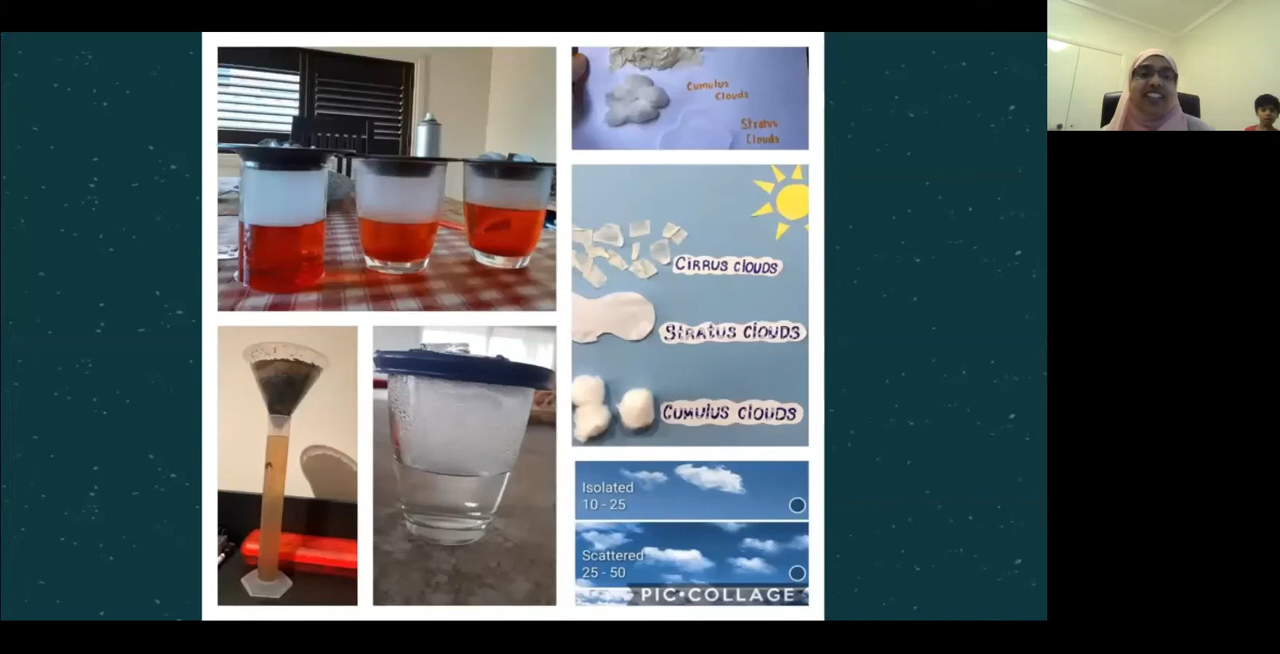 Cumulus
Clouds
Stratus
Clouds
CIRRUS CLOUDS
STRATUS CLOUDS
CUMULUS CLOUDS
Isolated
10 - 25
Scattered
25 - 50
PIC•COLLAGE